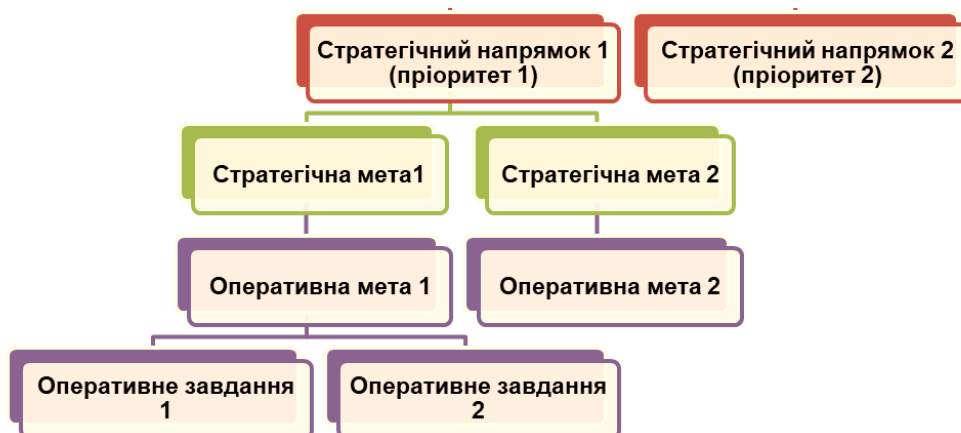 Стратегічний напрямок 1
(пріоритет 1)
Стратегічний напрямок 2
(пріоритет 2)
Стратегічна мета1
Стратегічна мета 2
Оперативна мета 1
Оперативна мета 2
Оперативне завдання
1
Оперативне завдання
2